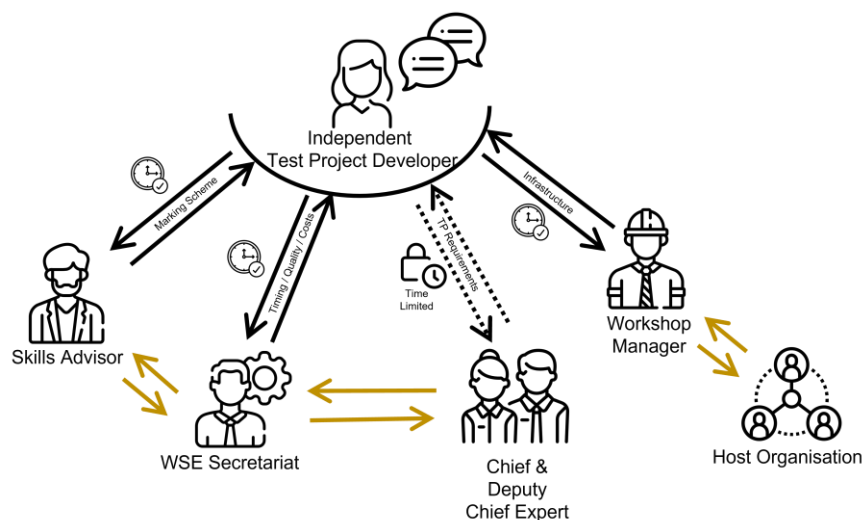 Independent
Test Project Developer
Marking Scheme
Timing / Quality / Costs
TP Requirements
Infrastructure
Time
Limited
Skills Advisor
WSE Secretariat
Chief &
Deputy
Chief Expert
Workshop
Manager
Host Organisation